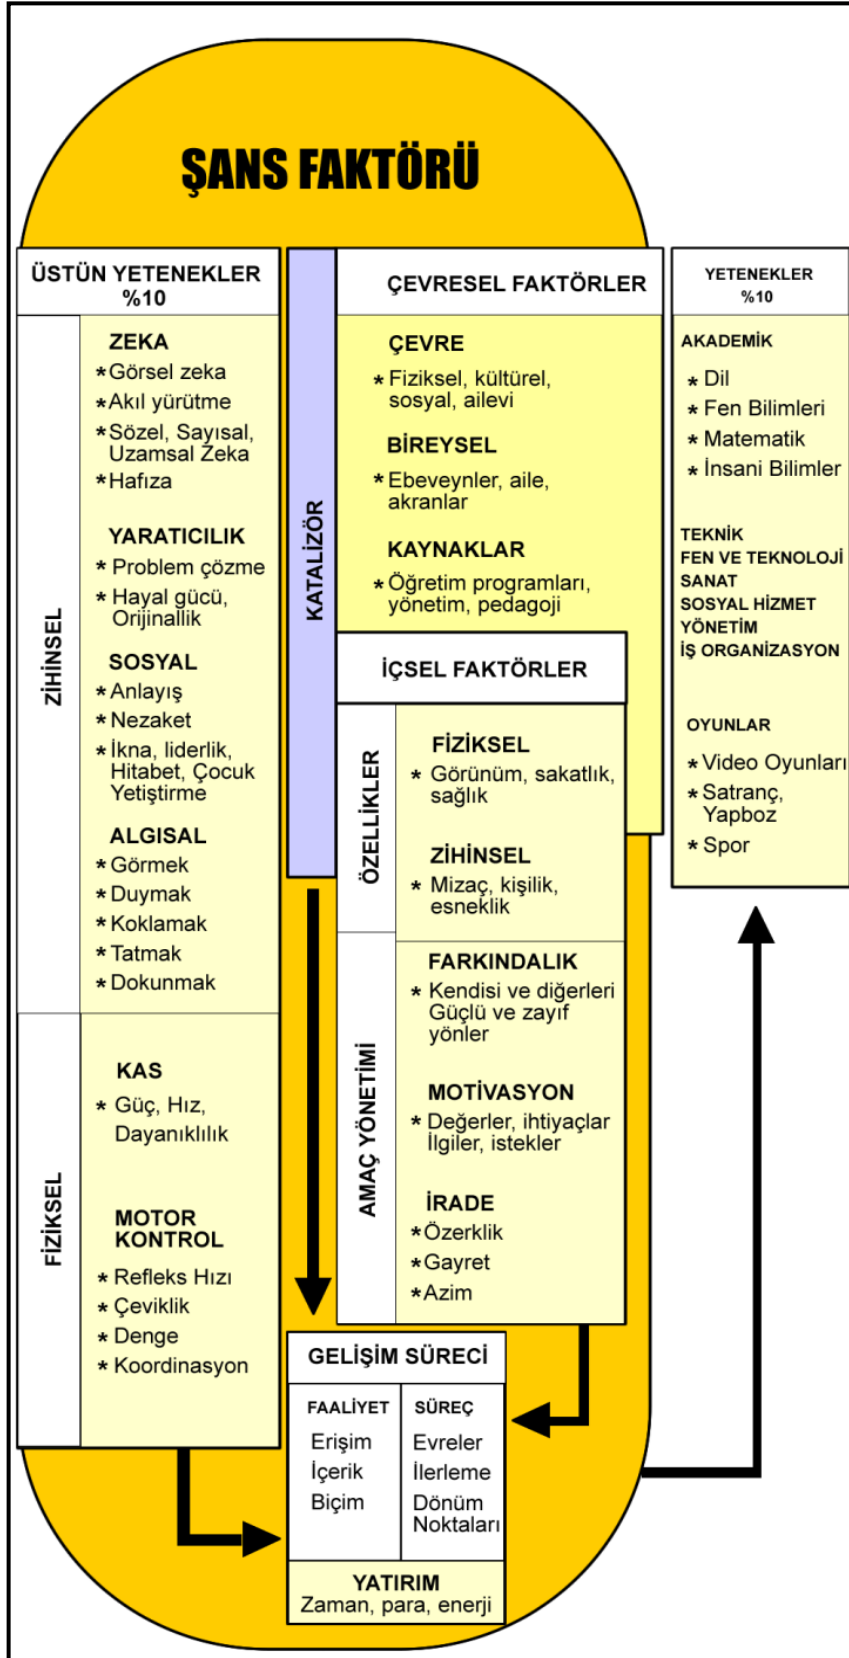 ŞANS FAKTÖRÜ
ÜSTÜN YETENEKLER
%10
ZİHİNSEL
ZEKA
*Görsel zeka
*Akıl yürütme
*Sözel, Sayısal,
Uzamsal Zeka
*Hafıza
YARATICILIK
* Problem çözme
* Hayal gücü,
Orijinallik
SOSYAL
*Anlayış
*Nezaket
*İkna, liderlik,
Hitabet, Çocuk
Yetiştirme
ALGISAL
*Görmek
*Duymak
*Koklamak
*Tatmak
*Dokunmak
FİZİKSEL
KAS
* Güç, Hız,
Dayanıklılık
MOTOR
KONTROL
* Refleks Hızı
* Çeviklik
* Denge
* Koordinasyon
KATALİZÖR
ÇEVRESEL FAKTÖRLER
ÇEVRE
* Fiziksel, kültürel,
sosyal, ailevi
BİREYSEL
* Ebeveynler, aile,
akranlar
KAYNAKLAR
* Öğretim programları,
yönetim, pedagoji
İÇSEL FAKTÖRLER
ÖZELLİKLER
FİZİKSEL
* Görünüm, sakatlık,
sağlık
ZİHİNSEL
* Mizaç, kişilik,
esneklik
AMAÇ YÖNETİMİ
FARKINDALIK
* Kendisi ve diğerleri
Güçlü ve zayıf
yönler
MOTİVASYON
* Değerler, ihtiyaçlar
İlgiler, istekler
İRADE
*Özerklik
*Gayret
*Azim
GELİŞİM SÜRECİ
FAALİYET
Erişim
İçerik
Biçim
SÜREÇ
Evreler
İlerleme
Dönüm
Noktaları
YATIRIM
Zaman, para, enerji
YETENEKLER
%10
AKADEMİK
* Dil
* Fen Bilimleri
* Matematik
* İnsani Bilimler
TEKNİK
FEN VE TEKNOLOJİ
SANAT
SOSYAL HİZMET
YÖNETİM
İŞ ORGANİZASYON
OYUNLAR
* Video Oyunları
* Satranç,
Yapboz
* Spor